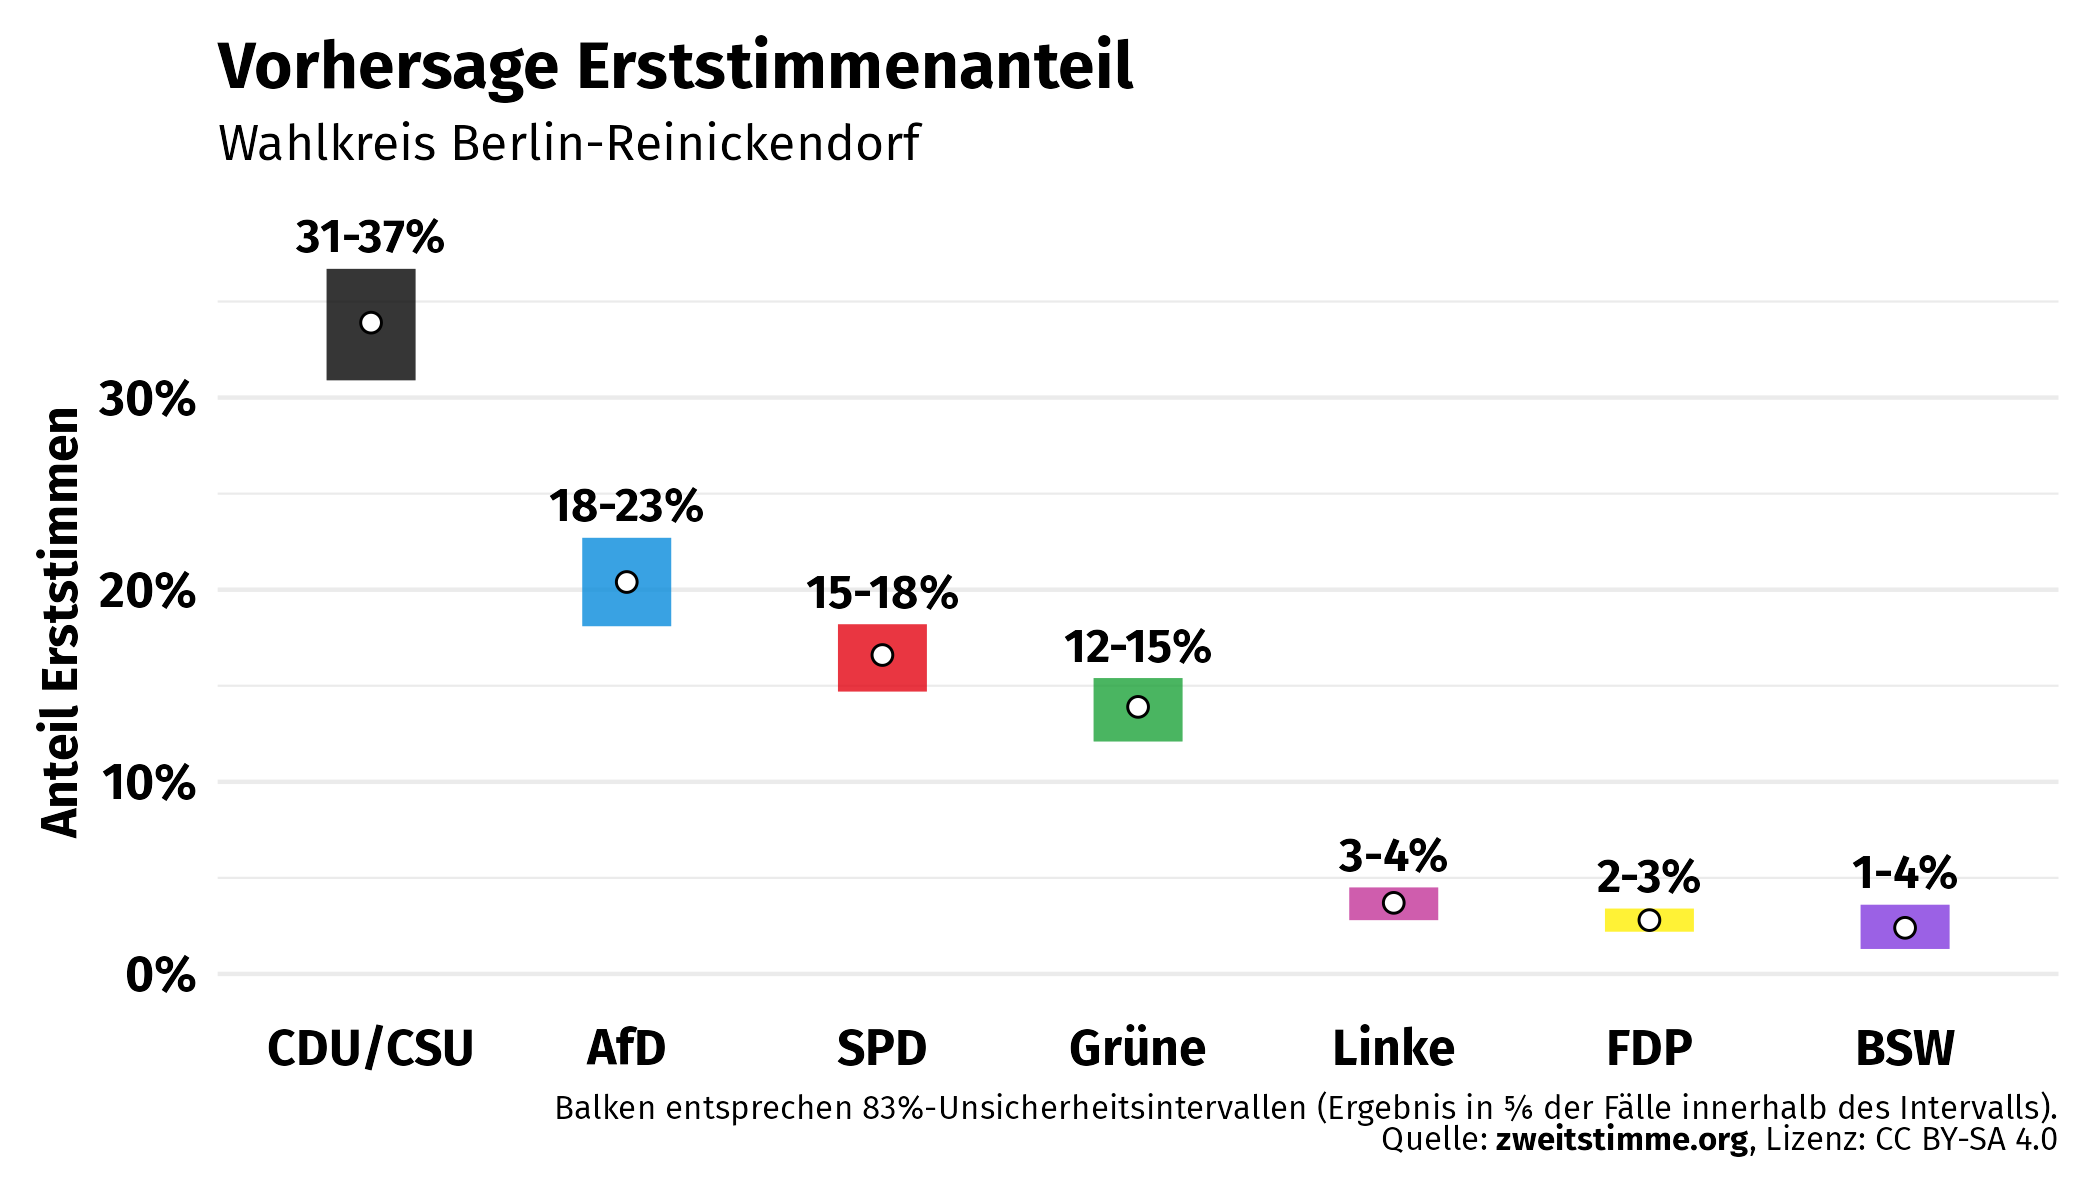 Vorhersage Erststimmenanteil
Wahlkreis Berlin-Reinickendorf
31-37%
30%
18-23%
20%
15-18%
12-15%
10%
3-4%
2-3%
1-4%
0%
Anteil Erststimmen
CDU/CSU AfD SPD Grüne Linke FDP BSW
Balken entsprechen 83%-Unsicherheitsintervallen (Ergebnis in ⅚ der Fälle innerhalb des Intervalls).
Quelle: zweitstimme.org, Lizenz: CC BY-SA 4.0